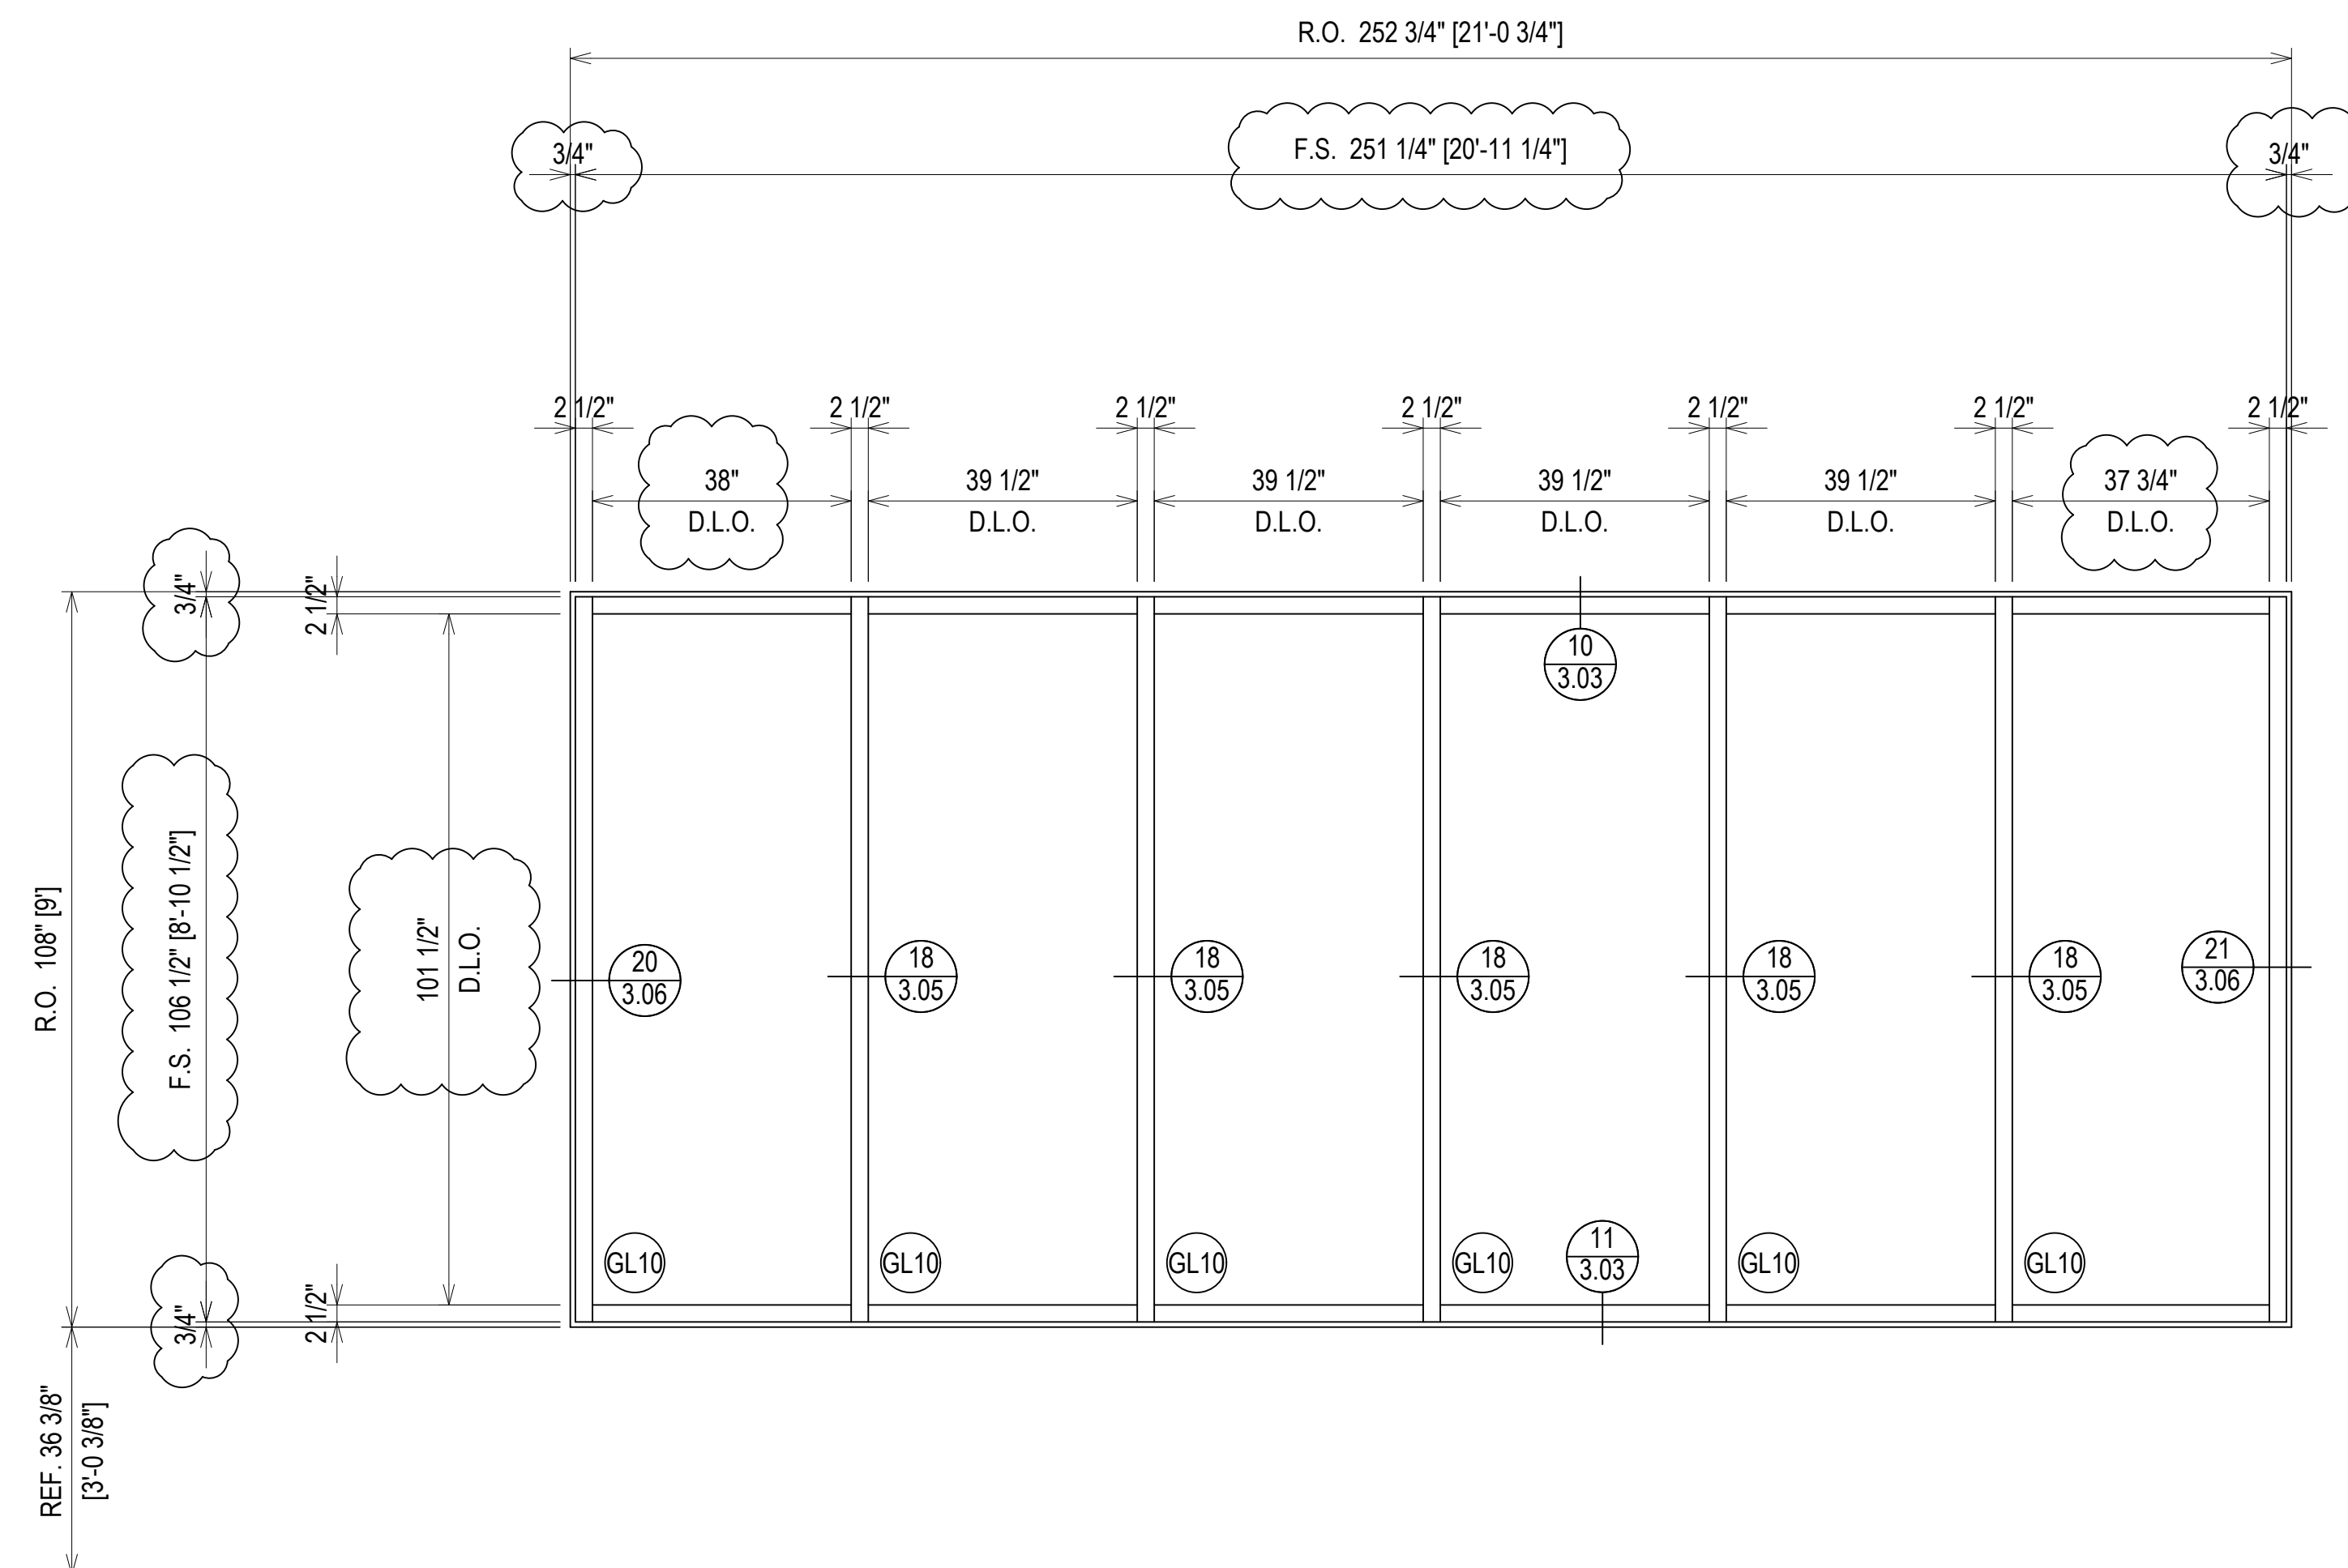 R.O. 252 3/4" [21'-0 3/4"]
3/4"
F.S. 251 1/4" [20'-11 1/4"]
3/4"
2 1/2"
2 1/2"
2 1/2"
2 1/2"
2 1/2"
2 1/2"
2 1/2"
38"
39 1/2"
39 1/2"
39 1/2"
39 1/2"
37 3/4"
D.L.O.
D.L.O.
D.L.O.
D.L.O.
D.L.O.
D.L.O.
3/4"
2 1/2"
10
3.03
R.O. 108" [9']
F.S. 106 1/2" [8'-10 1/2"]
101 1/2"
D.L.O.
20
3.06
18
3.05
18
3.05
18
3.05
18
3.05
18
3.05
21
3.06
GL10
GL10
GL10
GL10
11
3.03
GL10
GL10
3/4"
2 1/2"
REF. 36 3/8"
[3'-0 3/8"]